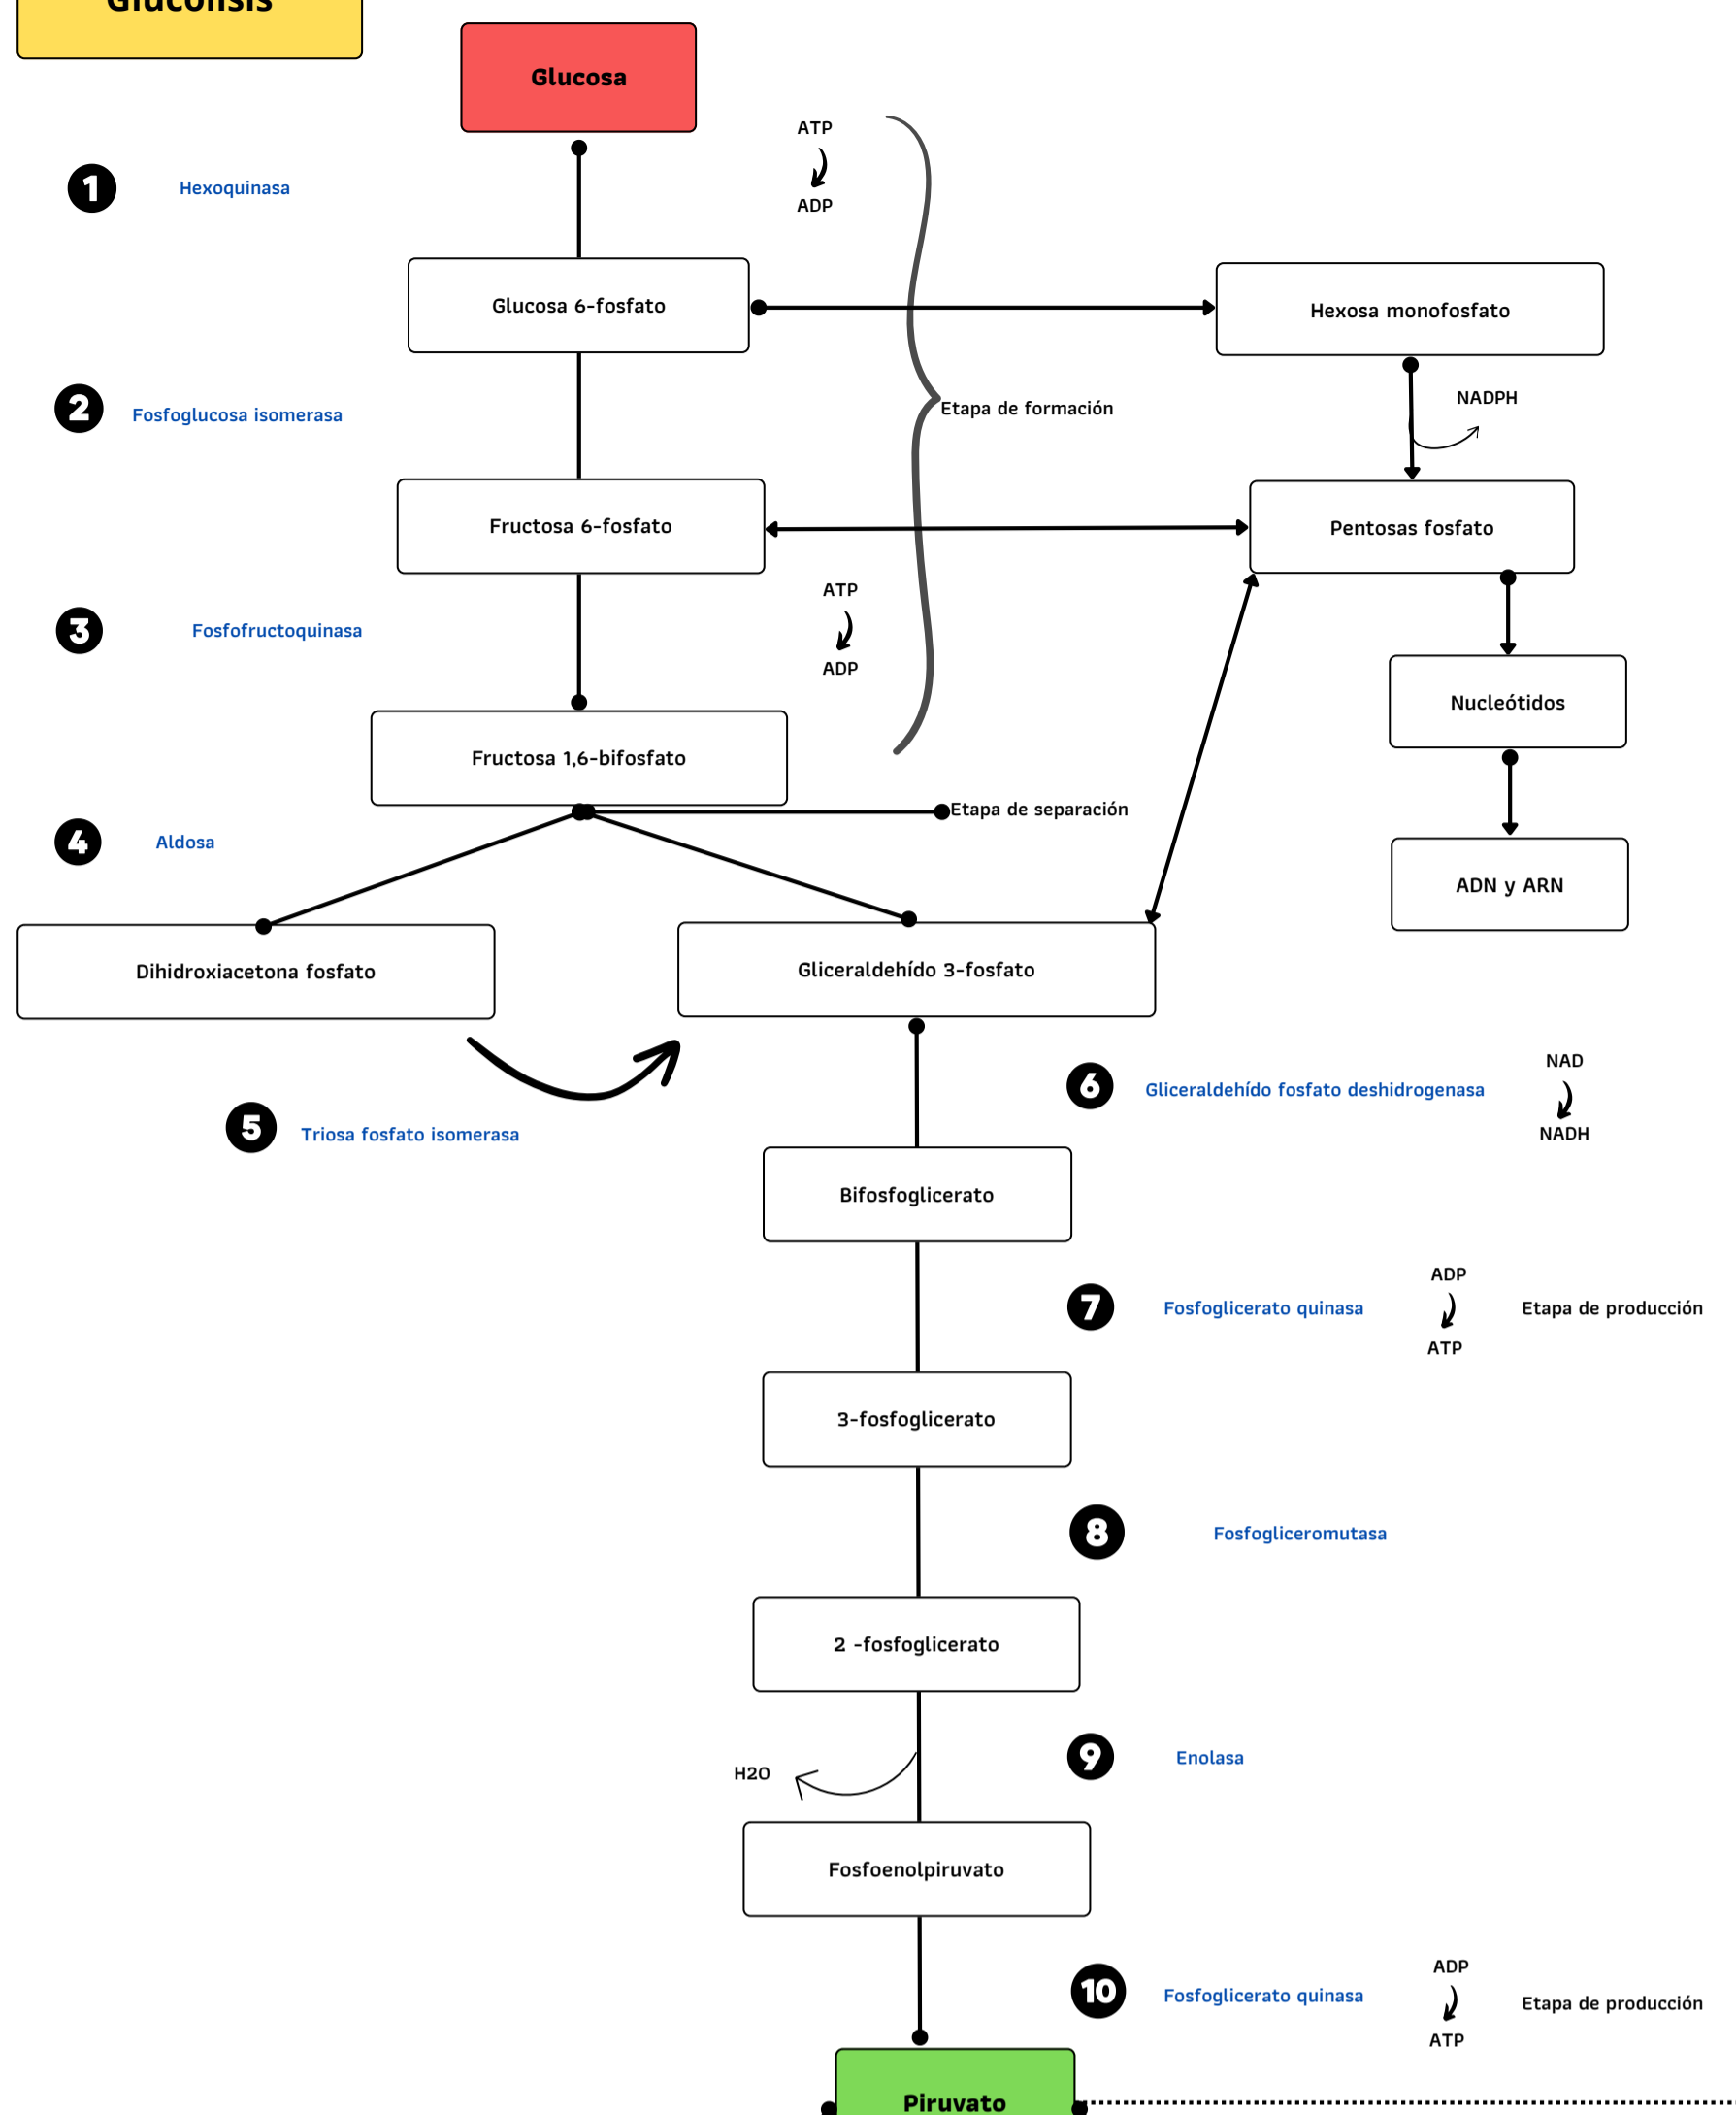 Gluconsis
Glucosa
ATP
ADP
1
Hexoquinasa
Glucosa 6-fosfato
Hexosa monofosfato
NADPH
2
Fosfoglucosa isomerasa
Etapa de formación
Fructosa 6-fosfato
Pentosas fosfato
ATP
ADP
3
Fosfofructoquinasa
Nucleótidos
Fructosa 1,6-bifosfato
Etapa de separación
4
Aldosa
ADN y ARN
Dihidroxiacetona fosfato
Gliceraldehído 3-fosfato
5
Triosa fosfato isomerasa
6
Gliceraldehído fosfato deshidrogenasa
NAD
NADH
Bifosfoglicerato
7
Fosfoglicerato quinasa
ADP
ATP
Etapa de producción
3-fosfoglicerato
8
Fosfogliceromutasa
2 -fosfoglicerato
9
Enolasa
H2O
Fosfoenolpiruvato
10
Fosfoglicerato quinasa
ADP
ATP
Etapa de producción
Piruvato